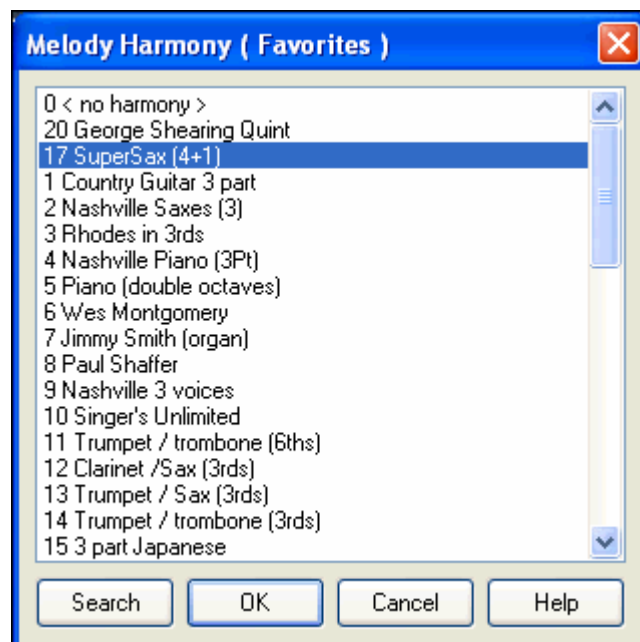 Melody Harmony ( Favorites )
0 < no harmony >
20 George Shearing Quint
17 SuperSax (4+1)
1 Country Guitar 3 part
2 Nashville Saxes (3)
3 Rhodes in 3rds
4 Nashville Piano (3Pt)
5 Piano (double octaves)
6 Wes Montgomery
7 Jimmy Smith (organ)
8 Paul Shaffer
9 Nashville 3 voices
10 Singer's Unlimited
11 Trumpet / trombone (6ths)
12 Clarinet /Sax (3rds)
13 Trumpet / Sax (3rds)
14 Trumpet / trombone (3rds)
15 3 part Japanese
Search OK Cancel Help